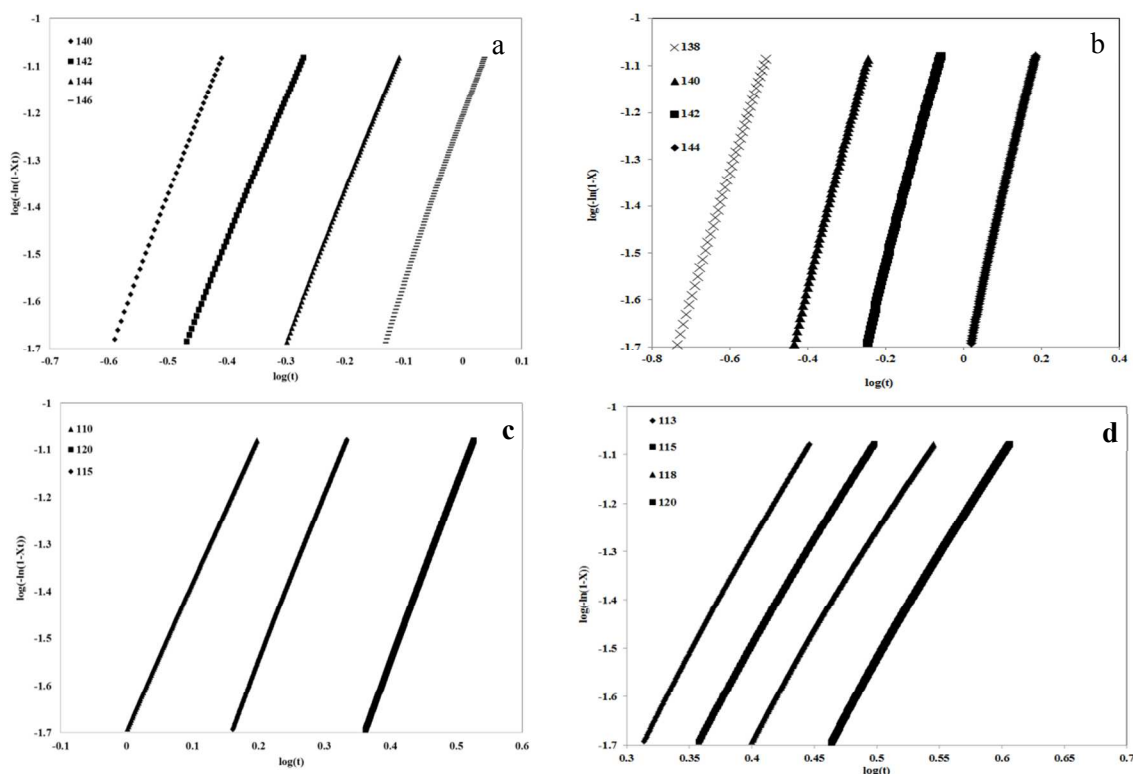 a
-1
-1.1
-1.2
-1.3
-1.4
-1.5
-1.6
-1.7
log(-ln(1-Xt))
140
142
144
146
-0.7 -0.6 -0.5 -0.4 -0.3 -0.2 -0.1 0 0.1
log(t)
b
-1
-1.1
-1.2
-1.3
-1.4
-1.5
-1.6
-1.7
log(-ln(1-X)
138
140
142
144
-0.8 -0.6 -0.4 -0.2 0 0.2 0.4
log(t)
c
-1
-1.1
-1.2
-1.3
-1.4
-1.5
-1.6
-1.7
log(-ln(1-Xt))
110
120
115
-0.1 0 0.1 0.2 0.3 0.4 0.5 0.6
log(t)
d
-1
-1.1
-1.2
-1.3
-1.4
-1.5
-1.6
-1.7
log(-ln(1-X))
113
115
118
120
0.3 0.35 0.4 0.45 0.5 0.55 0.6 0.65 0.7
log(t)